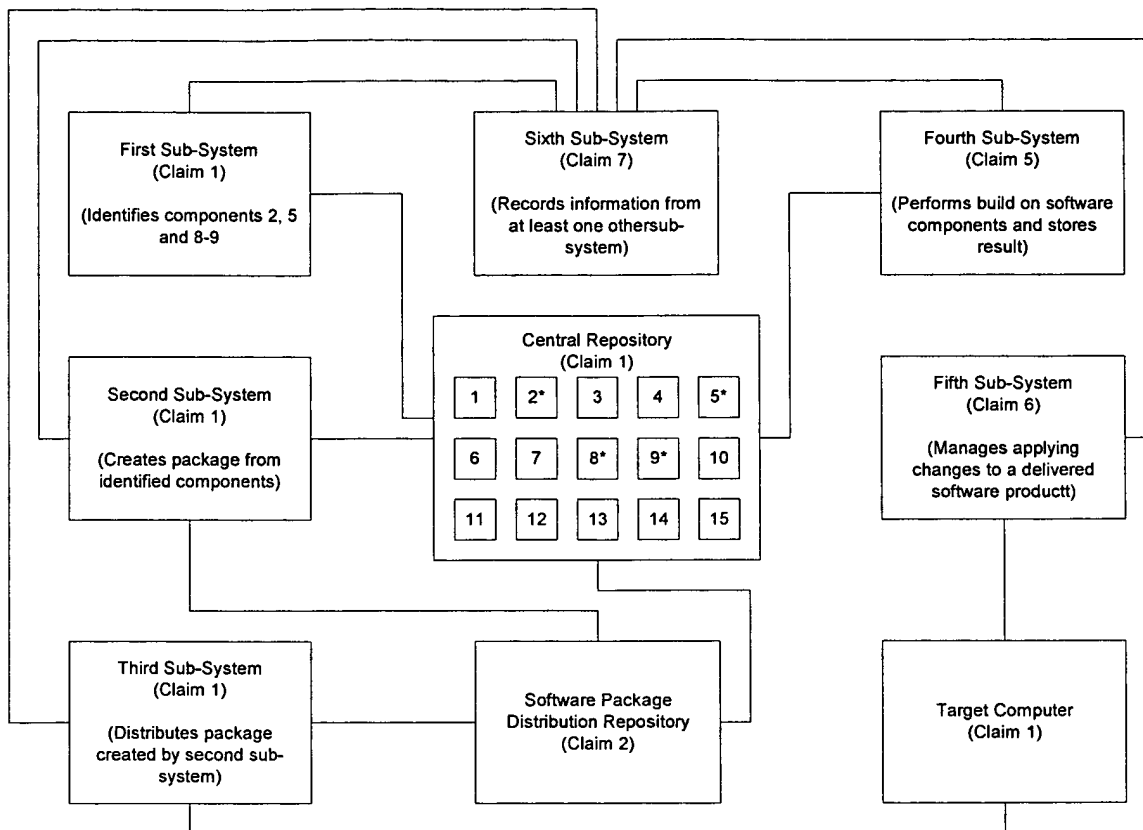 First Sub-System
(Claim 1)
(Identifies components 2, 5
and 8-9)
Sixth Sub-System
(Claim 7)
(Records information from
at least one othersub-
system)
Fourth Sub-System
(Claim 5)
(Performs build on software
components and stores
result)
Second Sub-System
(Claim 1)
(Creates package from
identified components)
Central Repository
(Claim 1)
1 2* 3 4 5*
6 7 8* 9* 10
11 12 13 14 15
Fifth Sub-System
(Claim 6)
(Manages applying
changes to a delivered
software productt)
Third Sub-System
(Claim 1)
(Distributes package
created by second sub-
system)
Software Package
Distribution Repository
(Claim 2)
Target Computer
(Claim 1)